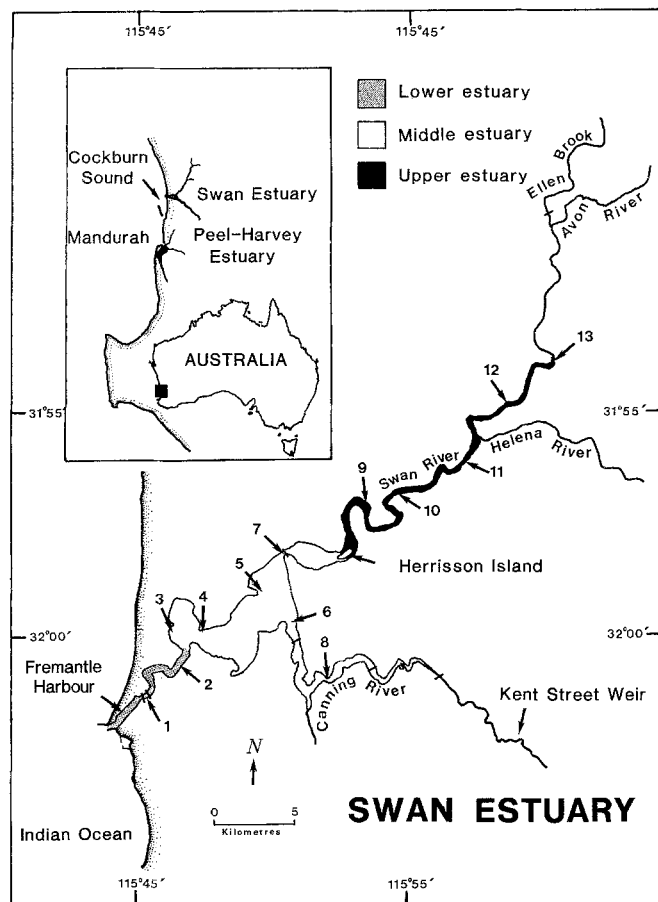 115°45′
115°45′
Lower estuary
Middle estuary
Upper estuary
Cockburn
Sound
Swan Estuary
Mandurah
Peel-Harvey
Estuary
AUSTRALIA
Ellen Brook
Avon River
13
12
31°55′
31°55′
Swan River
Helena River
11
9
10
7
Herrisson Island
5
3
4
6
32°00′
32°00′
8
Fremantle
Harbour
2
Canning River
Kent Street Weir
1
N
0
5
Kilometres
SWAN ESTUARY
Indian Ocean
115°45′
115°55′